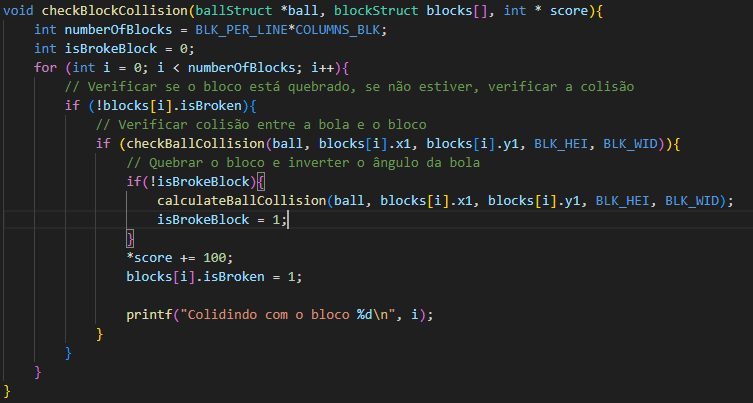 void checkBlockCollision(ballStruct *ball, blockStruct blocks[], int * score){
    int numberOfBlocks = BLK_PER_LINE*COLUMNS_BLK;
    int isBrokeBlock = 0;
    for (int i = 0; i < numberOfBlocks; i++){
        // Verificar se o bloco está quebrado, se não estiver, verificar a colisão
        if (!blocks[i].isBroken){
            // Verificar colisão entre a bola e o bloco
            if (checkBallCollision(ball, blocks[i].x1, blocks[i].y1, BLK_HEI, BLK_WID)){
                // Quebrar o bloco e inverter o ângulo da bola
                if(!isBrokeBlock){
                    calculateBallCollision(ball, blocks[i].x1, blocks[i].y1, BLK_HEI, BLK_WID);
                    isBrokeBlock = 1;
                }
                *score += 100;
                blocks[i].isBroken = 1;

                printf("Colidindo com o bloco %d\n", i);
            }
        }
    }
}